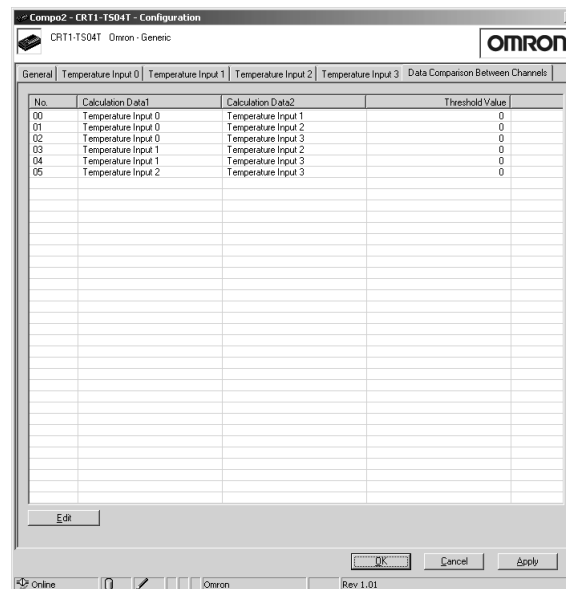 Compo2 - CRT1-TS04T - Configuration
CRT1-TS04T Omron - Generic
OMRON
General Temperature Input 0 Temperature Input 1 Temperature Input 2 Temperature Input 3 Data Comparison Between Channels
No. Calculation Data1 Calculation Data2 Threshold Value
00 Temperature Input 0 Temperature Input 1 0
01 Temperature Input 0 Temperature Input 2 0
02 Temperature Input 0 Temperature Input 3 0
03 Temperature Input 1 Temperature Input 2 0
04 Temperature Input 1 Temperature Input 3 0
05 Temperature Input 2 Temperature Input 3 0
Edit
OK Cancel Apply
Online Omron Rev 1.01